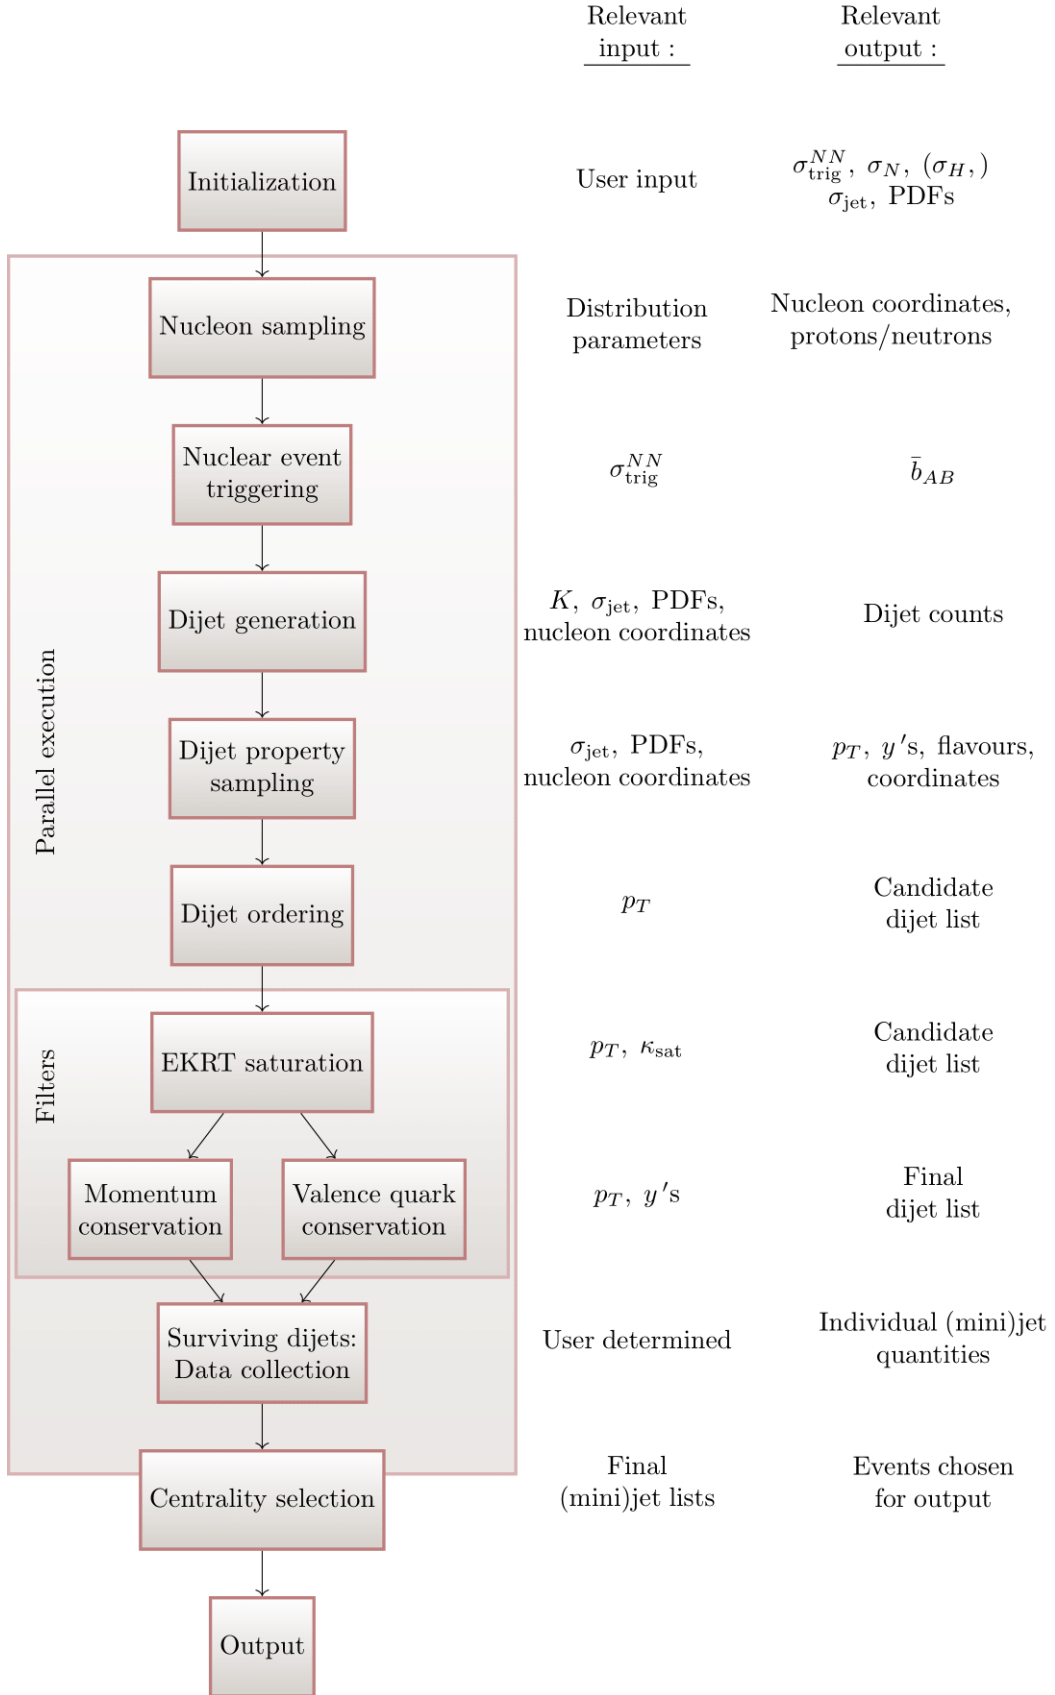 Relevant
input :
Relevant
output :
Initialization
User input
σ_trig^NN, σ_N, (σ_H,)
σ_jet, PDFs
Parallel execution
Nucleon sampling
Distribution
parameters
Nucleon coordinates,
protons/neutrons
Nuclear event
triggering
σ_trig^NN
b̄_AB
Dijet generation
K, σ_jet, PDFs,
nucleon coordinates
Dijet counts
Dijet property
sampling
σ_jet, PDFs,
nucleon coordinates
p_T, y's, flavours,
coordinates
Dijet ordering
p_T
Candidate
dijet list
Filters
EKRT saturation
p_T, κ_sat
Candidate
dijet list
Momentum
conservation
Valence quark
conservation
p_T, y's
Final
dijet list
Surviving dijets:
Data collection
User determined
Individual (mini)jet
quantities
Centrality selection
Final
(mini)jet lists
Events chosen
for output
Output